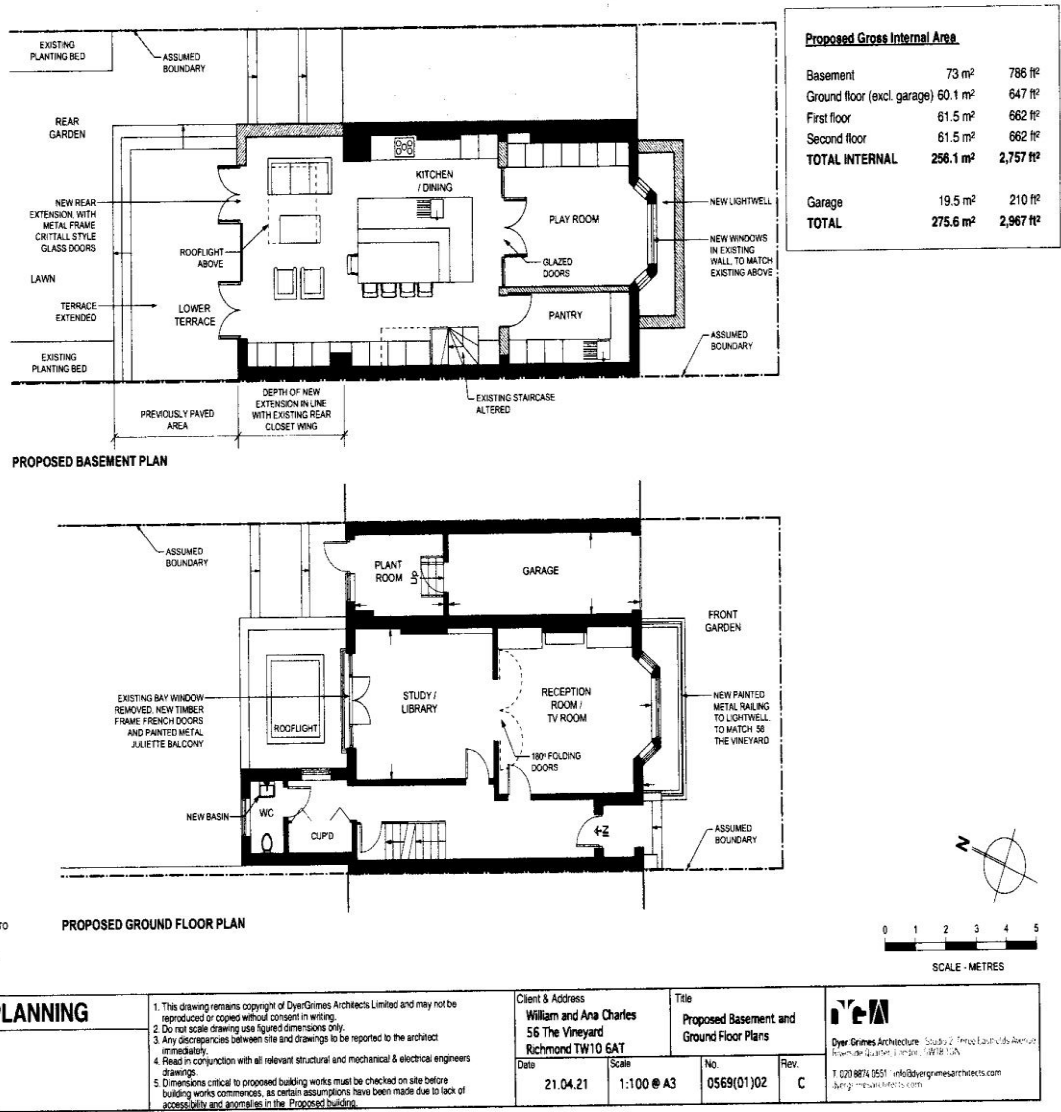 EXISTING
PLANTING BED
ASSUMED
BOUNDARY
REAR
GARDEN
NEW REAR
EXTENSION, WITH
METAL FRAME
CRITTALL STYLE
GLASS DOORS
ROOFLIGHT
ABOVE
LAWN
TERRACE
EXTENDED
LOWER
TERRACE
EXISTING
PLANTING BED
KITCHEN
/ DINING
PLAY ROOM
GLAZED
DOORS
PANTRY
NEW LIGHTWELL
NEW WINDOWS
IN EXISTING
WALL, TO MATCH
EXISTING ABOVE
ASSUMED
BOUNDARY
EXISTING STAIRCASE
ALTERED
PREVIOUSLY PAVED
AREA
DEPTH OF NEW
EXTENSION IN LINE
WITH EXISTING REAR
CLOSET WING
PROPOSED BASEMENT PLAN
Proposed Gross Internal Area
Basement 73 m² 786 ft²
Ground floor (excl. garage) 60.1 m² 647 ft²
First floor 61.5 m² 662 ft²
Second floor 61.5 m² 662 ft²
TOTAL INTERNAL 256.1 m² 2,757 ft²
Garage 19.5 m² 210 ft²
TOTAL 275.6 m² 2,967 ft²
ASSUMED
BOUNDARY
PLANT
ROOM
Up
GARAGE
FRONT
GARDEN
EXISTING BAY WINDOW
REMOVED, NEW TIMBER
FRAME FRENCH DOORS
AND PAINTED METAL
JULIETTE BALCONY
ROOFLIGHT
STUDY /
LIBRARY
RECEPTION
ROOM /
TV ROOM
180º FOLDING
DOORS
NEW PAINTED
METAL RAILING
TO LIGHTWELL,
TO MATCH 58
THE VINEYARD
NEW BASIN
WC
CUP'D
IN
ASSUMED
BOUNDARY
N
TO
PROPOSED GROUND FLOOR PLAN
0 1 2 3 4 5
SCALE - METRES
PLANNING
1. This drawing remains copyright of DyerGrimes Architects Limited and may not be
reproduced or copied without consent in writing.
2. Do not scale drawing use figured dimensions only.
3. Any discrepancies between site and drawings to be reported to the architect
immediately.
4. Read in conjunction with all relevant structural and mechanical & electrical engineers
drawings.
5. Dimensions critical to proposed building works must be checked on site before
building works commences, as certain assumptions have been made due to lack of
accessibility and anomalies in the Proposed building.
Client & Address
William and Ana Charles
56 The Vineyard
Richmond TW10 6AT
Title
Proposed Basement and
Ground Floor Plans
Date
21.04.21
Scale
1:100 @ A3
No.
0569(01)02
Rev.
C
Dyer Grimes Architecture Studio 2
T. 020 8874 0551 info@dyergrimesarchitects.com
dyergrimesarchitects.com